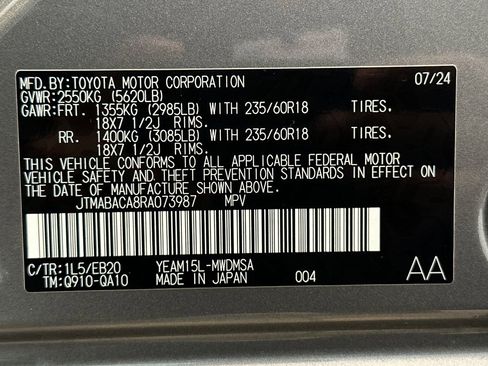 MFD.BY:TOYOTA MOTOR CORPORATION 07/24
GVWR:2550KG (5620LB)
GAWR:FRT. 1355KG (2985LB) WITH 235/60R18 TIRES.
18X7 1/2J RIMS.
RR. 1400KG (3085LB) WITH 235/60R18 TIRES.
18X7 1/2J RIMS.
THIS VEHICLE CONFORMS TO ALL APPLICABLE FEDERAL MOTOR
VEHICLE SAFETY AND THEFT PREVENTION STANDARDS IN EFFECT
ON THE DATE OF MANUFACTURE SHOWN ABOVE.
JTMABACA8RA073987 MPV
C/TR:1L5/EB20 YEAM15L-MWDMSA AA
TM:Q910-QA10 MADE IN JAPAN 004